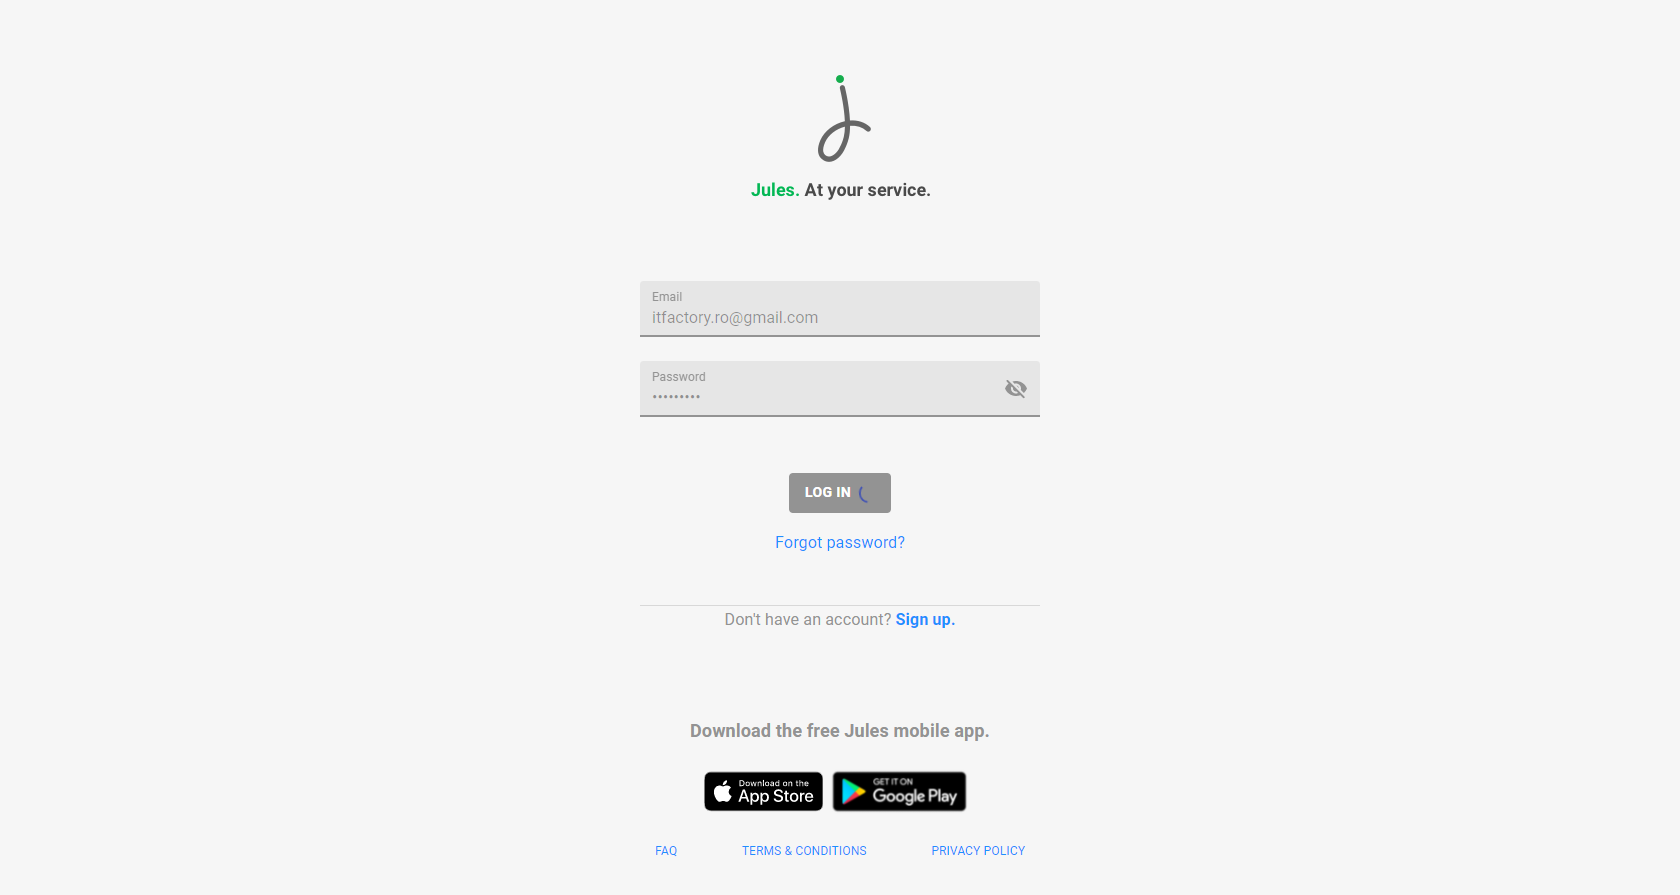 Jules. At your service.
Email
itfactory.ro@gmail.com
Password
•••••••••
LOG IN
Forgot password?
Don't have an account? Sign up.
Download the free Jules mobile app.
Download on the
App Store
GET IT ON
Google Play
FAQ
TERMS & CONDITIONS
PRIVACY POLICY